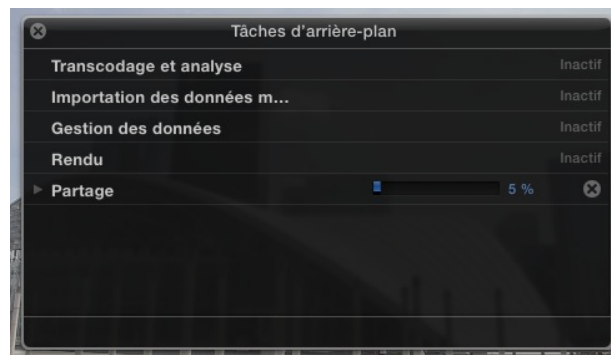 Tâches d'arrière-plan
Transcodage et analyse Inactif
Importation des données m... Inactif
Gestion des données Inactif
Rendu Inactif
Partage 5 %